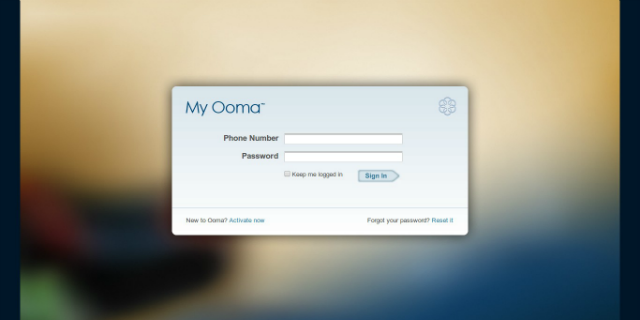 My Ooma™
Phone Number
Password
Keep me logged in
Sign In
New to Ooma? Activate now
Forgot your password? Reset it